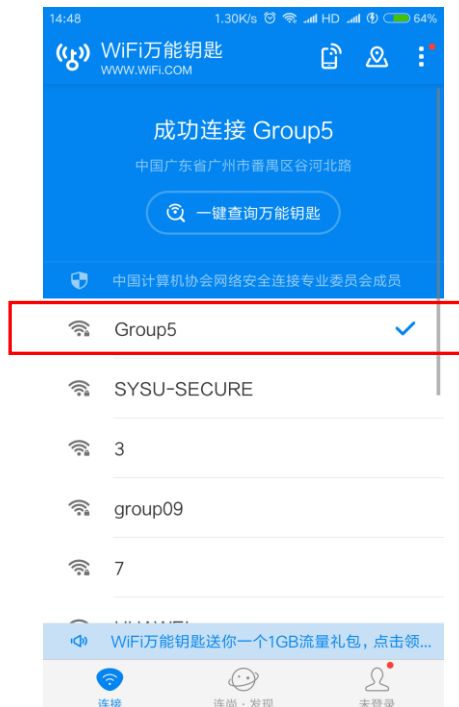 14:48 1.30K/s HD 64%
WiFi万能钥匙
WWW.WiFi.COM
成功连接 Group5
中国广东省广州市番禺区谷河北路
一键查询万能钥匙
中国计算机协会网络安全连接专业委员会成员
Group5
SYSU-SECURE
3
group09
7
WiFi万能钥匙送你一个1GB流量礼包，点击领...
连接 连尚·发现 未登录